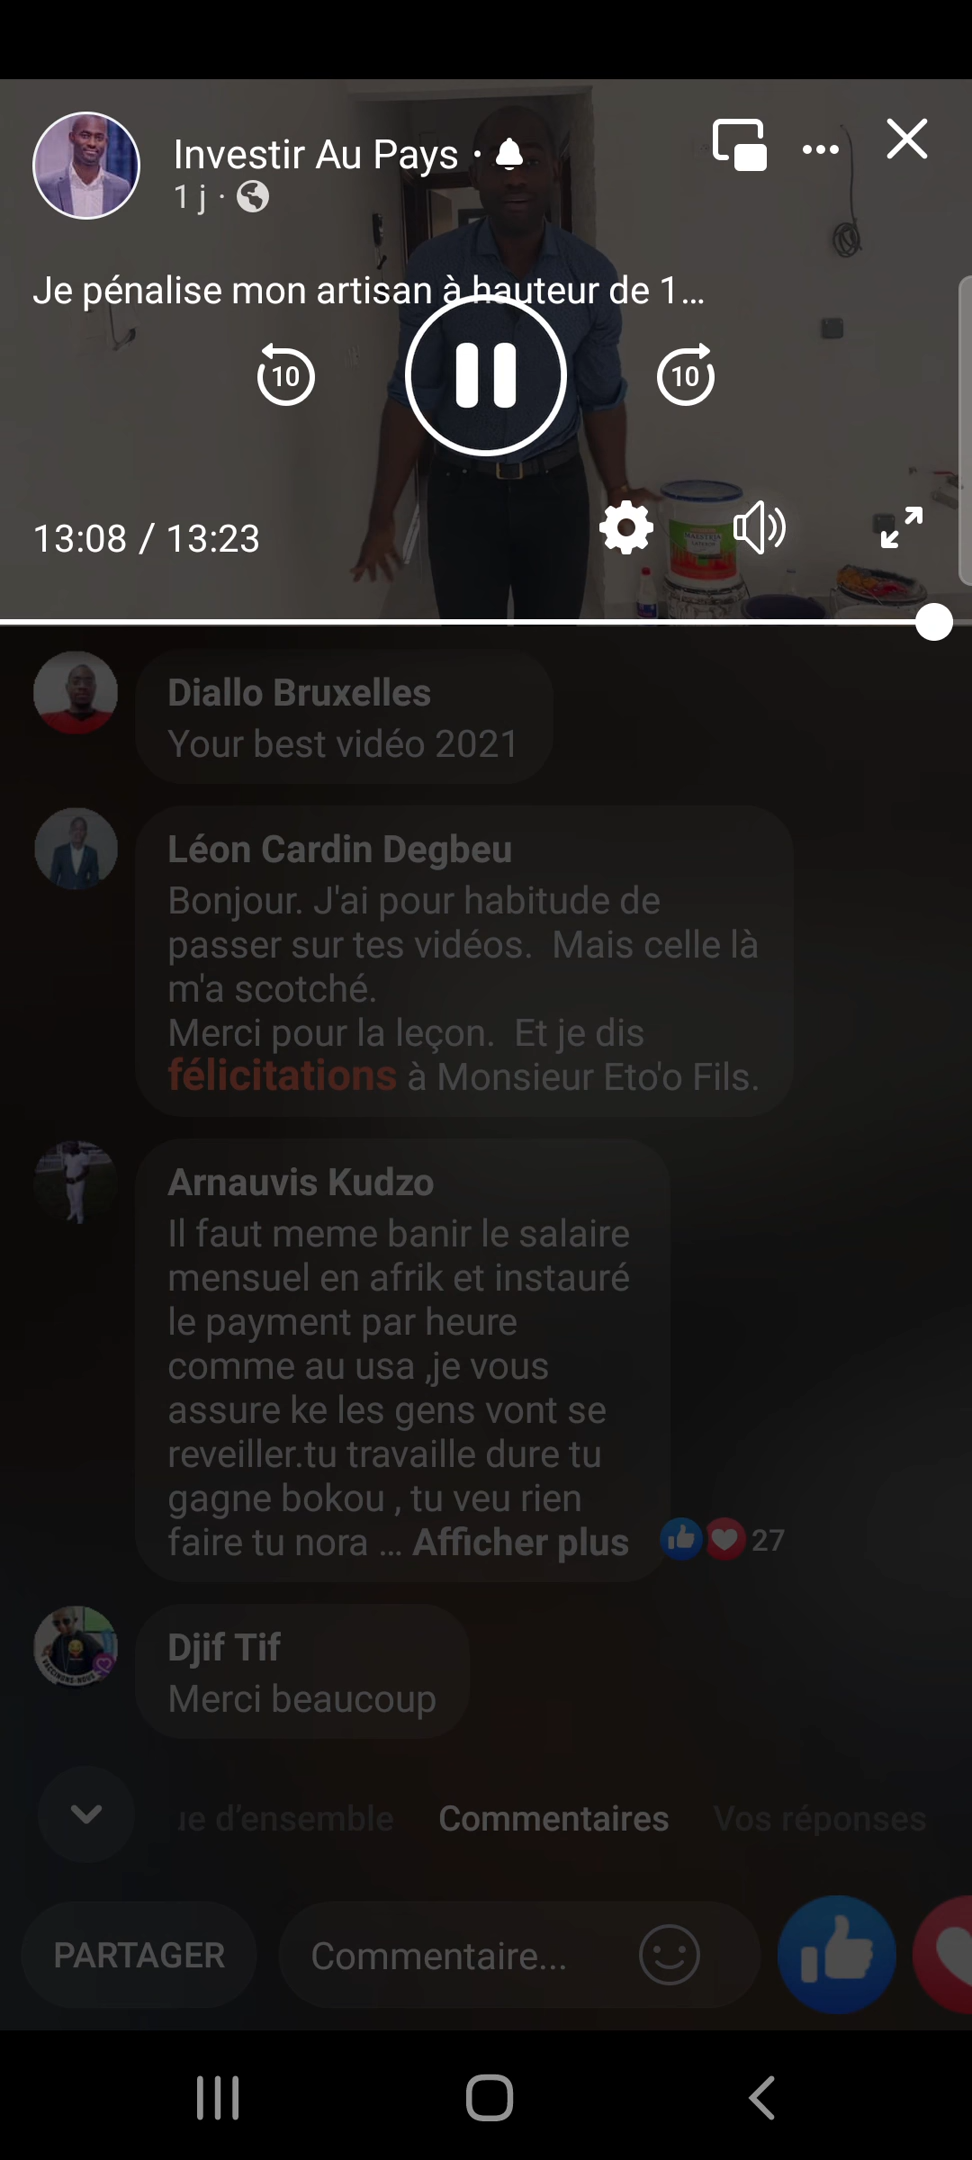 Investir Au Pays ·
1 j ·
Je pénalise mon artisan à hauteur de 1...
10
10
13:08 / 13:23
MAESTRIA
Diallo Bruxelles
Your best vidéo 2021
Léon Cardin Degbeu
Bonjour. J'ai pour habitude de
passer sur tes vidéos.  Mais celle là
m'a scotché.
Merci pour la leçon.  Et je dis
félicitations à Monsieur Eto'o Fils.
Arnauvis Kudzo
Il faut meme banir le salaire
mensuel en afrik et instauré
le payment par heure
comme au usa ,je vous
assure ke les gens vont se
reveiller.tu travaille dure tu
gagne bokou , tu veu rien
faire tu nora ... Afficher plus
27
Djif Tif
Merci beaucoup
ue d'ensemble
Commentaires
Vos réponses
PARTAGER
Commentaire...